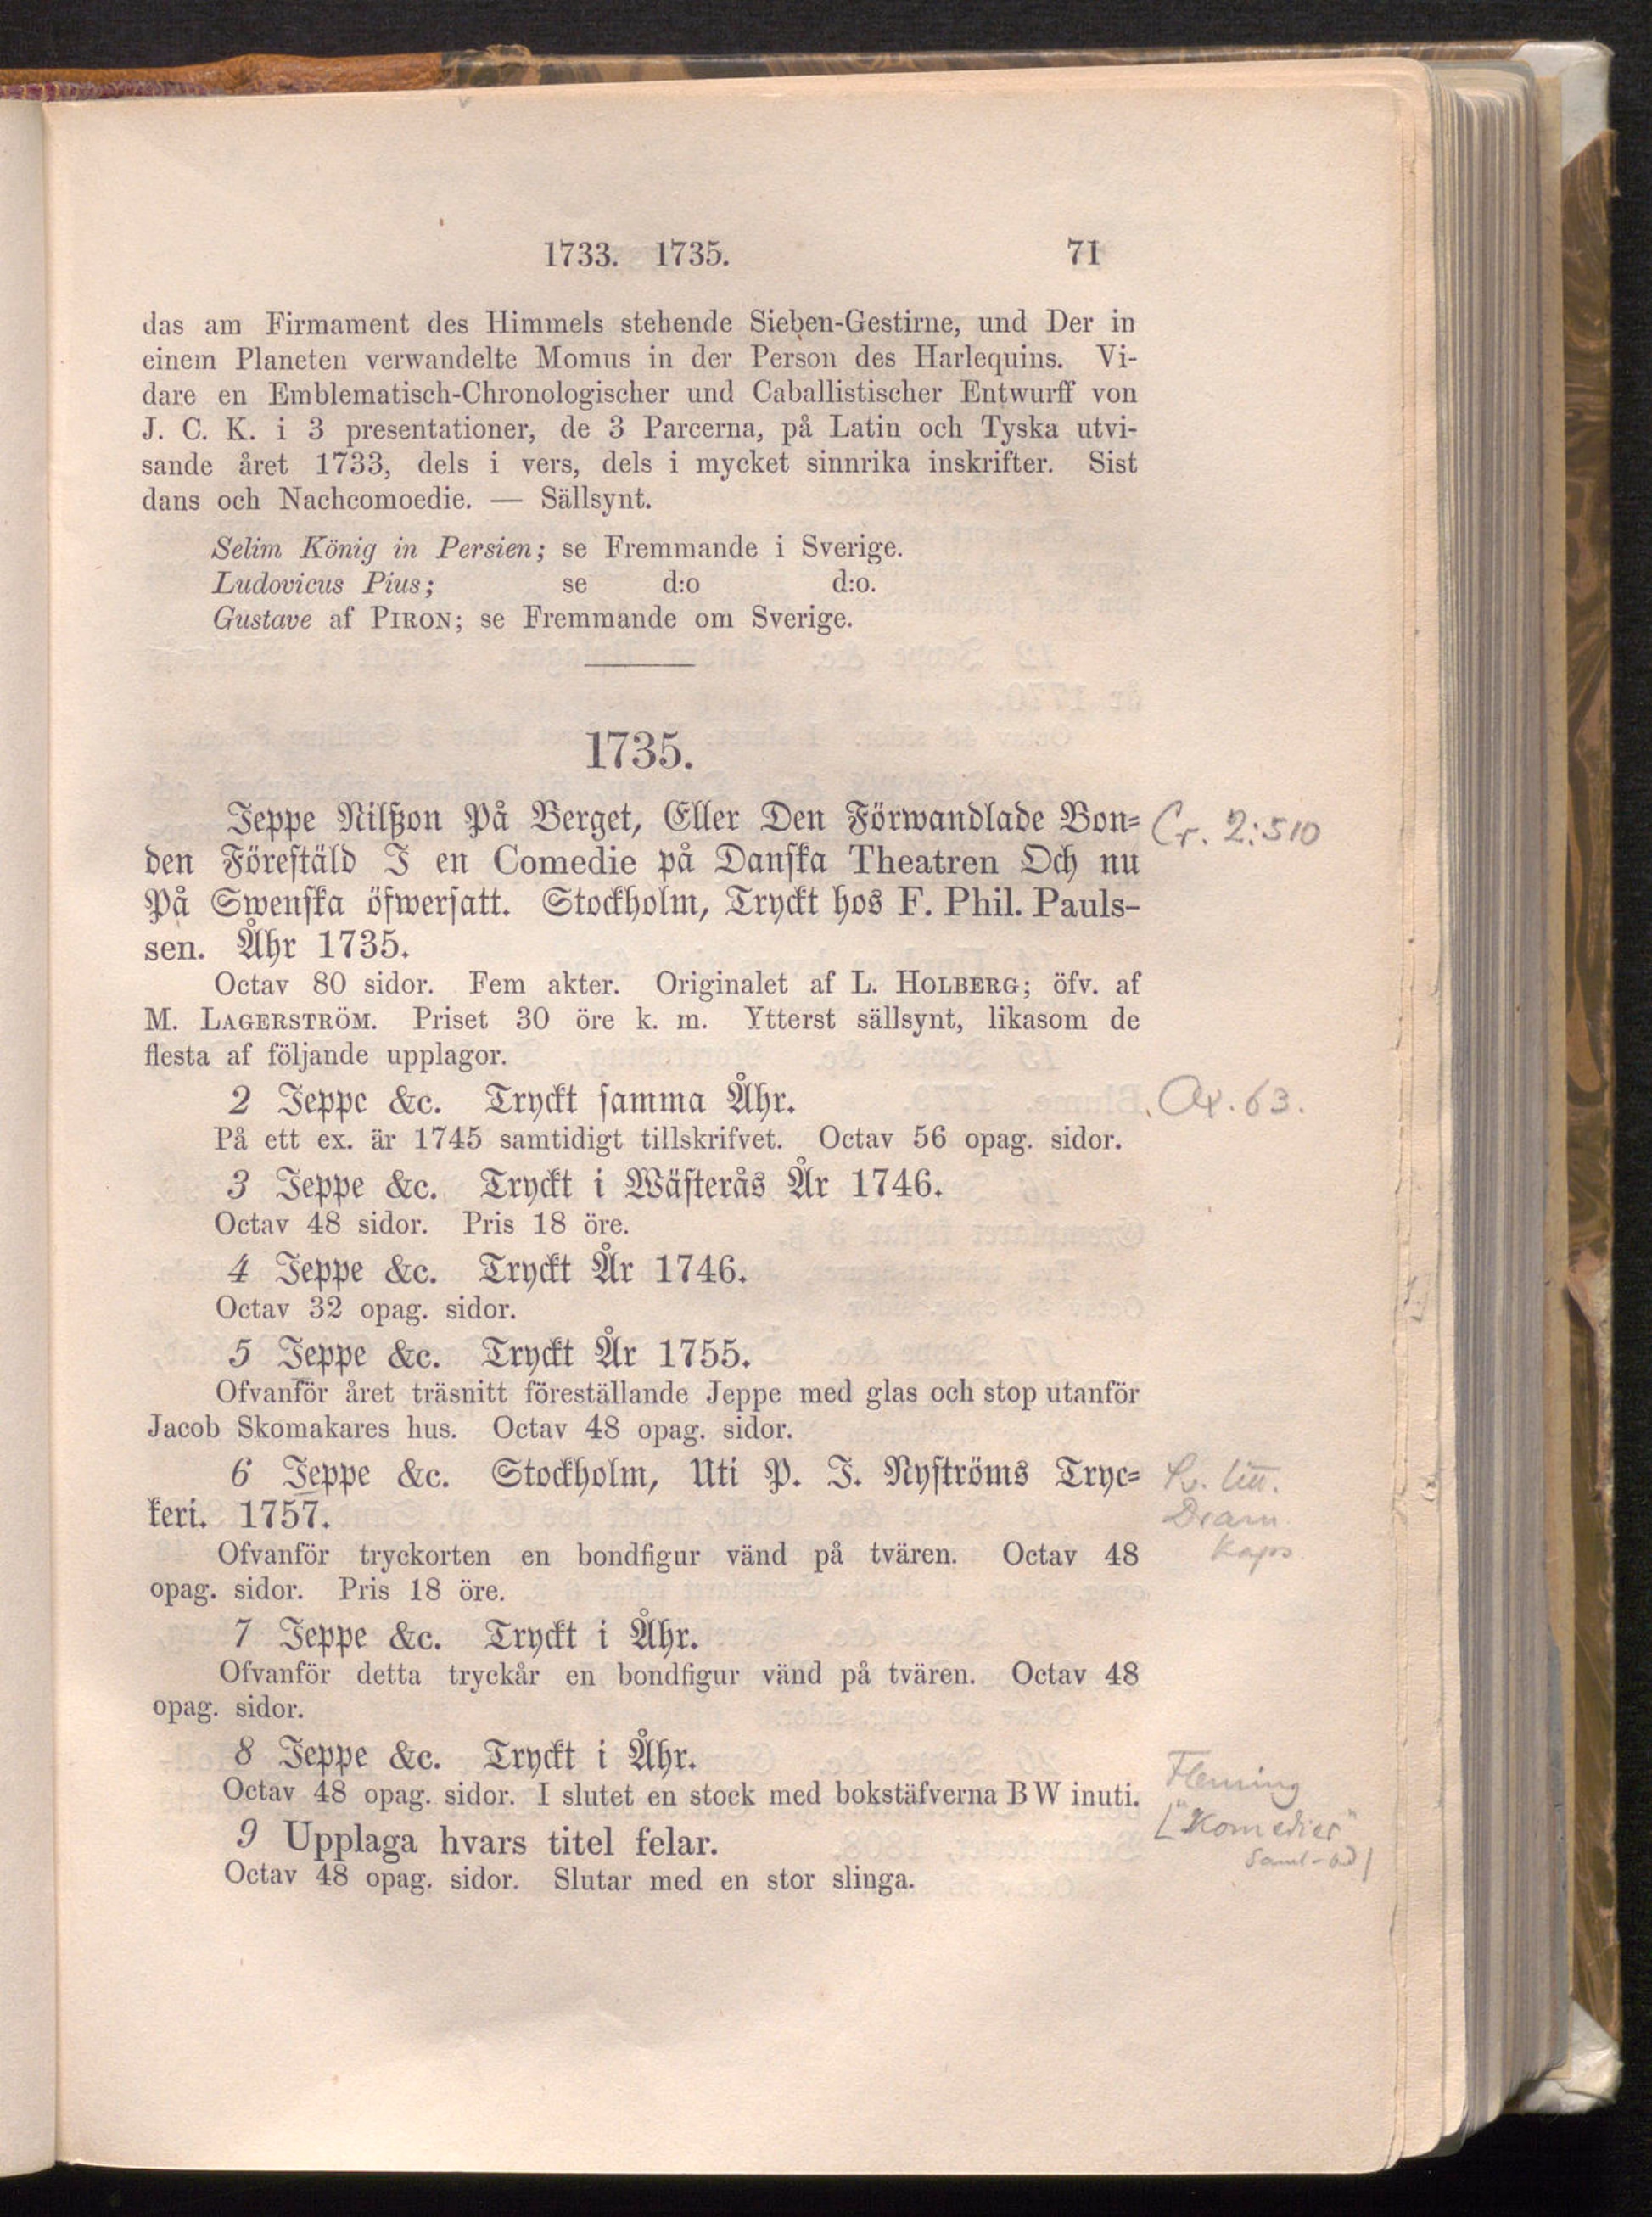 1733. 1735. 71
das am Firmament des Himmels stehende Sieben-Gestirne, und Der in
einem Planeten verwandelte Momus in der Person des Harlequins. Vi-
dare en Emblematisch-Chronologischer und Caballistischer Entwurff von
J. C. K. i 3 presentationer, de 3 Parcerna, på Latin och Tyska utvi-
sande året 1733, dels i vers, dels i mycket sinnrika inskrifter. Sist
dans och Nachcomoedie. — Sällsynt.
Selim König in Persien; se Fremmande i Sverige.
Ludovicus Pius; se d:o d:o.
Gustave af PIRON; se Fremmande om Sverige.
1735.
Jeppe Nilßon På Berget, Eller Den Förwandlade Bon= Cr. 2:510
den Förestäld I en Comedie på Danska Theatren Och nu
På Swenska öfwersatt. Stockholm, Tryckt hos F. Phil. Pauls-
sen. Åhr 1735.
Octav 80 sidor. Fem akter. Originalet af L. HOLBERG; öfv. af
M. LAGERSTRÖM. Priset 30 öre k. m. Ytterst sällsynt, likasom de
flesta af följande upplagor.
2 Jeppe &c. Tryckt samma Åhr. 63.
På ett ex. är 1745 samtidigt tillskrifvet. Octav 56 opag. sidor.
3 Jeppe &c. Tryckt i Wästerås År 1746.
Octav 48 sidor. Pris 18 öre.
4 Jeppe &c. Tryckt År 1746.
Octav 32 opag. sidor.
5 Jeppe &c. Tryckt År 1755.
Ofvanför året träsnitt föreställande Jeppe med glas och stop utanför
Jacob Skomakares hus. Octav 48 opag. sidor.
6 Jeppe &c. Stockholm, Uti P. J. Nyströms Tryc= litt.
keri. 1757. Dram.
Ofvanför tryckorten en bondfigur vänd på tvären. Octav 48 Kaps
opag. sidor. Pris 18 öre.
7 Jeppe &c. Tryckt i Åhr.
Ofvanför detta tryckår en bondfigur vänd på tvären. Octav 48
opag. sidor.
8 Jeppe &c. Tryckt i Åhr. Fleming
Octav 48 opag. sidor. I slutet en stock med bokstäfverna B W inuti.
9 Upplaga hvars titel felar. "Komedier"
Octav 48 opag. sidor. Slutar med en stor slinga.